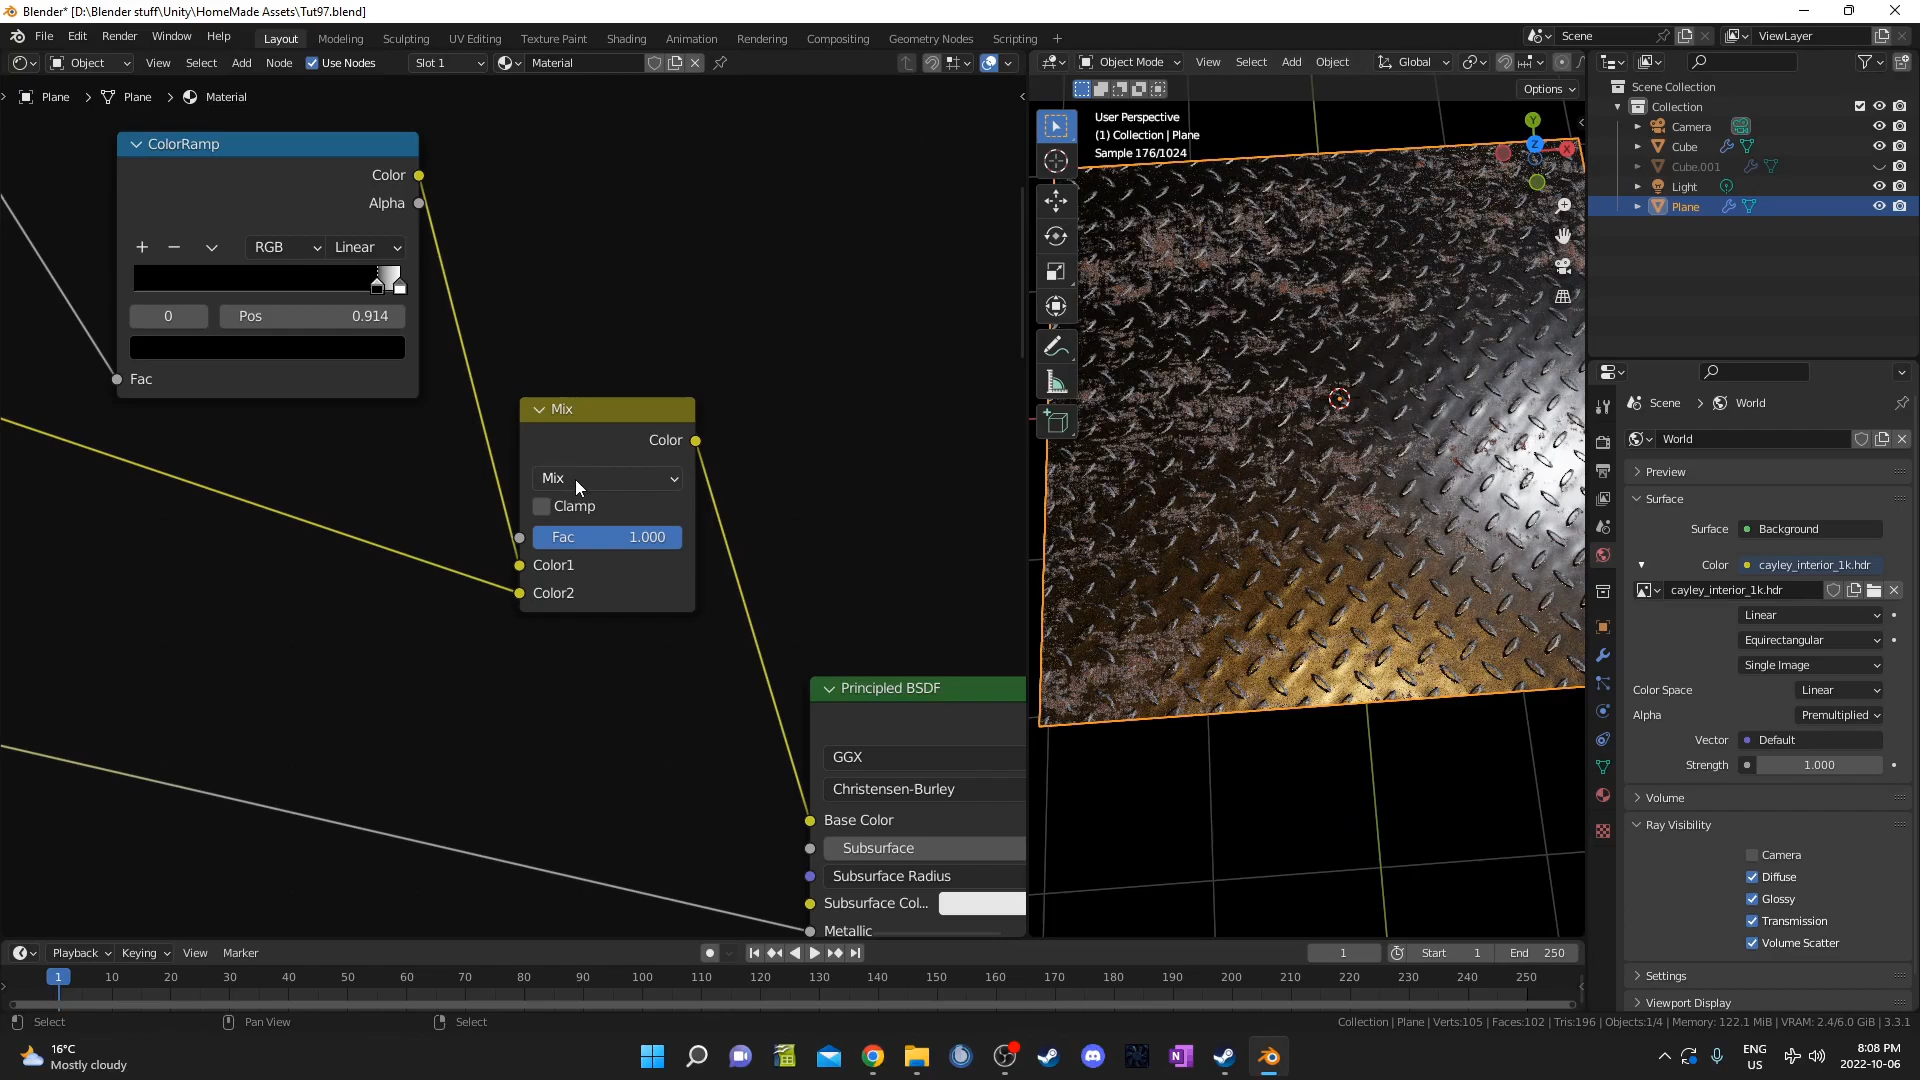 Blender* [D:\Blender stuff\Unity\HomeMade Assets\Tut97.blend]
File Edit Render Window Help Layout Modeling Sculpting UV Editing Texture Paint Shading Animation Rendering Compositing Geometry Nodes Scripting + Scene ViewLayer
Object View Select Add Node Use Nodes Slot 1 Material Object Mode View Select Add Object Global
Plane > Plane > Material
Options
ColorRamp
Color
Alpha
+ − RGB Linear
0 Pos 0.914
Fac
Mix
Color
Mix
Clamp
Fac 1.000
Color1
Color2
Principled BSDF
GGX
Christensen-Burley
Base Color
Subsurface
Subsurface Radius
Subsurface Col...
Metallic
User Perspective
(1) Collection | Plane
Sample 176/1024
Y
Z
X
Scene Collection
Collection
Camera
Cube
Cube.001
Light
Plane
Scene > World
World
Preview
Surface
Surface Background
Color cayley_interior_1k.hdr
cayley_interior_1k.hdr
Linear
Equirectangular
Single Image
Color Space Linear
Alpha Premultiplied
Vector Default
Strength 1.000
Volume
Ray Visibility
Camera
Diffuse
Glossy
Transmission
Volume Scatter
Settings
Viewport Display
Playback Keying View Marker 1 Start 1 End 250
1 10 20 30 40 50 60 70 80 90 100 110 120 130 140 150 160 170 180 190 200 210 220 230 240 250
Select Pan View Select Collection | Plane | Verts:105 | Faces:102 | Tris:196 | Objects:1/4 | Memory: 122.1 MiB | VRAM: 2.4/6.0 GiB | 3.3.1
16°C
Mostly cloudy
ENG
US
8:08 PM
2022-10-06